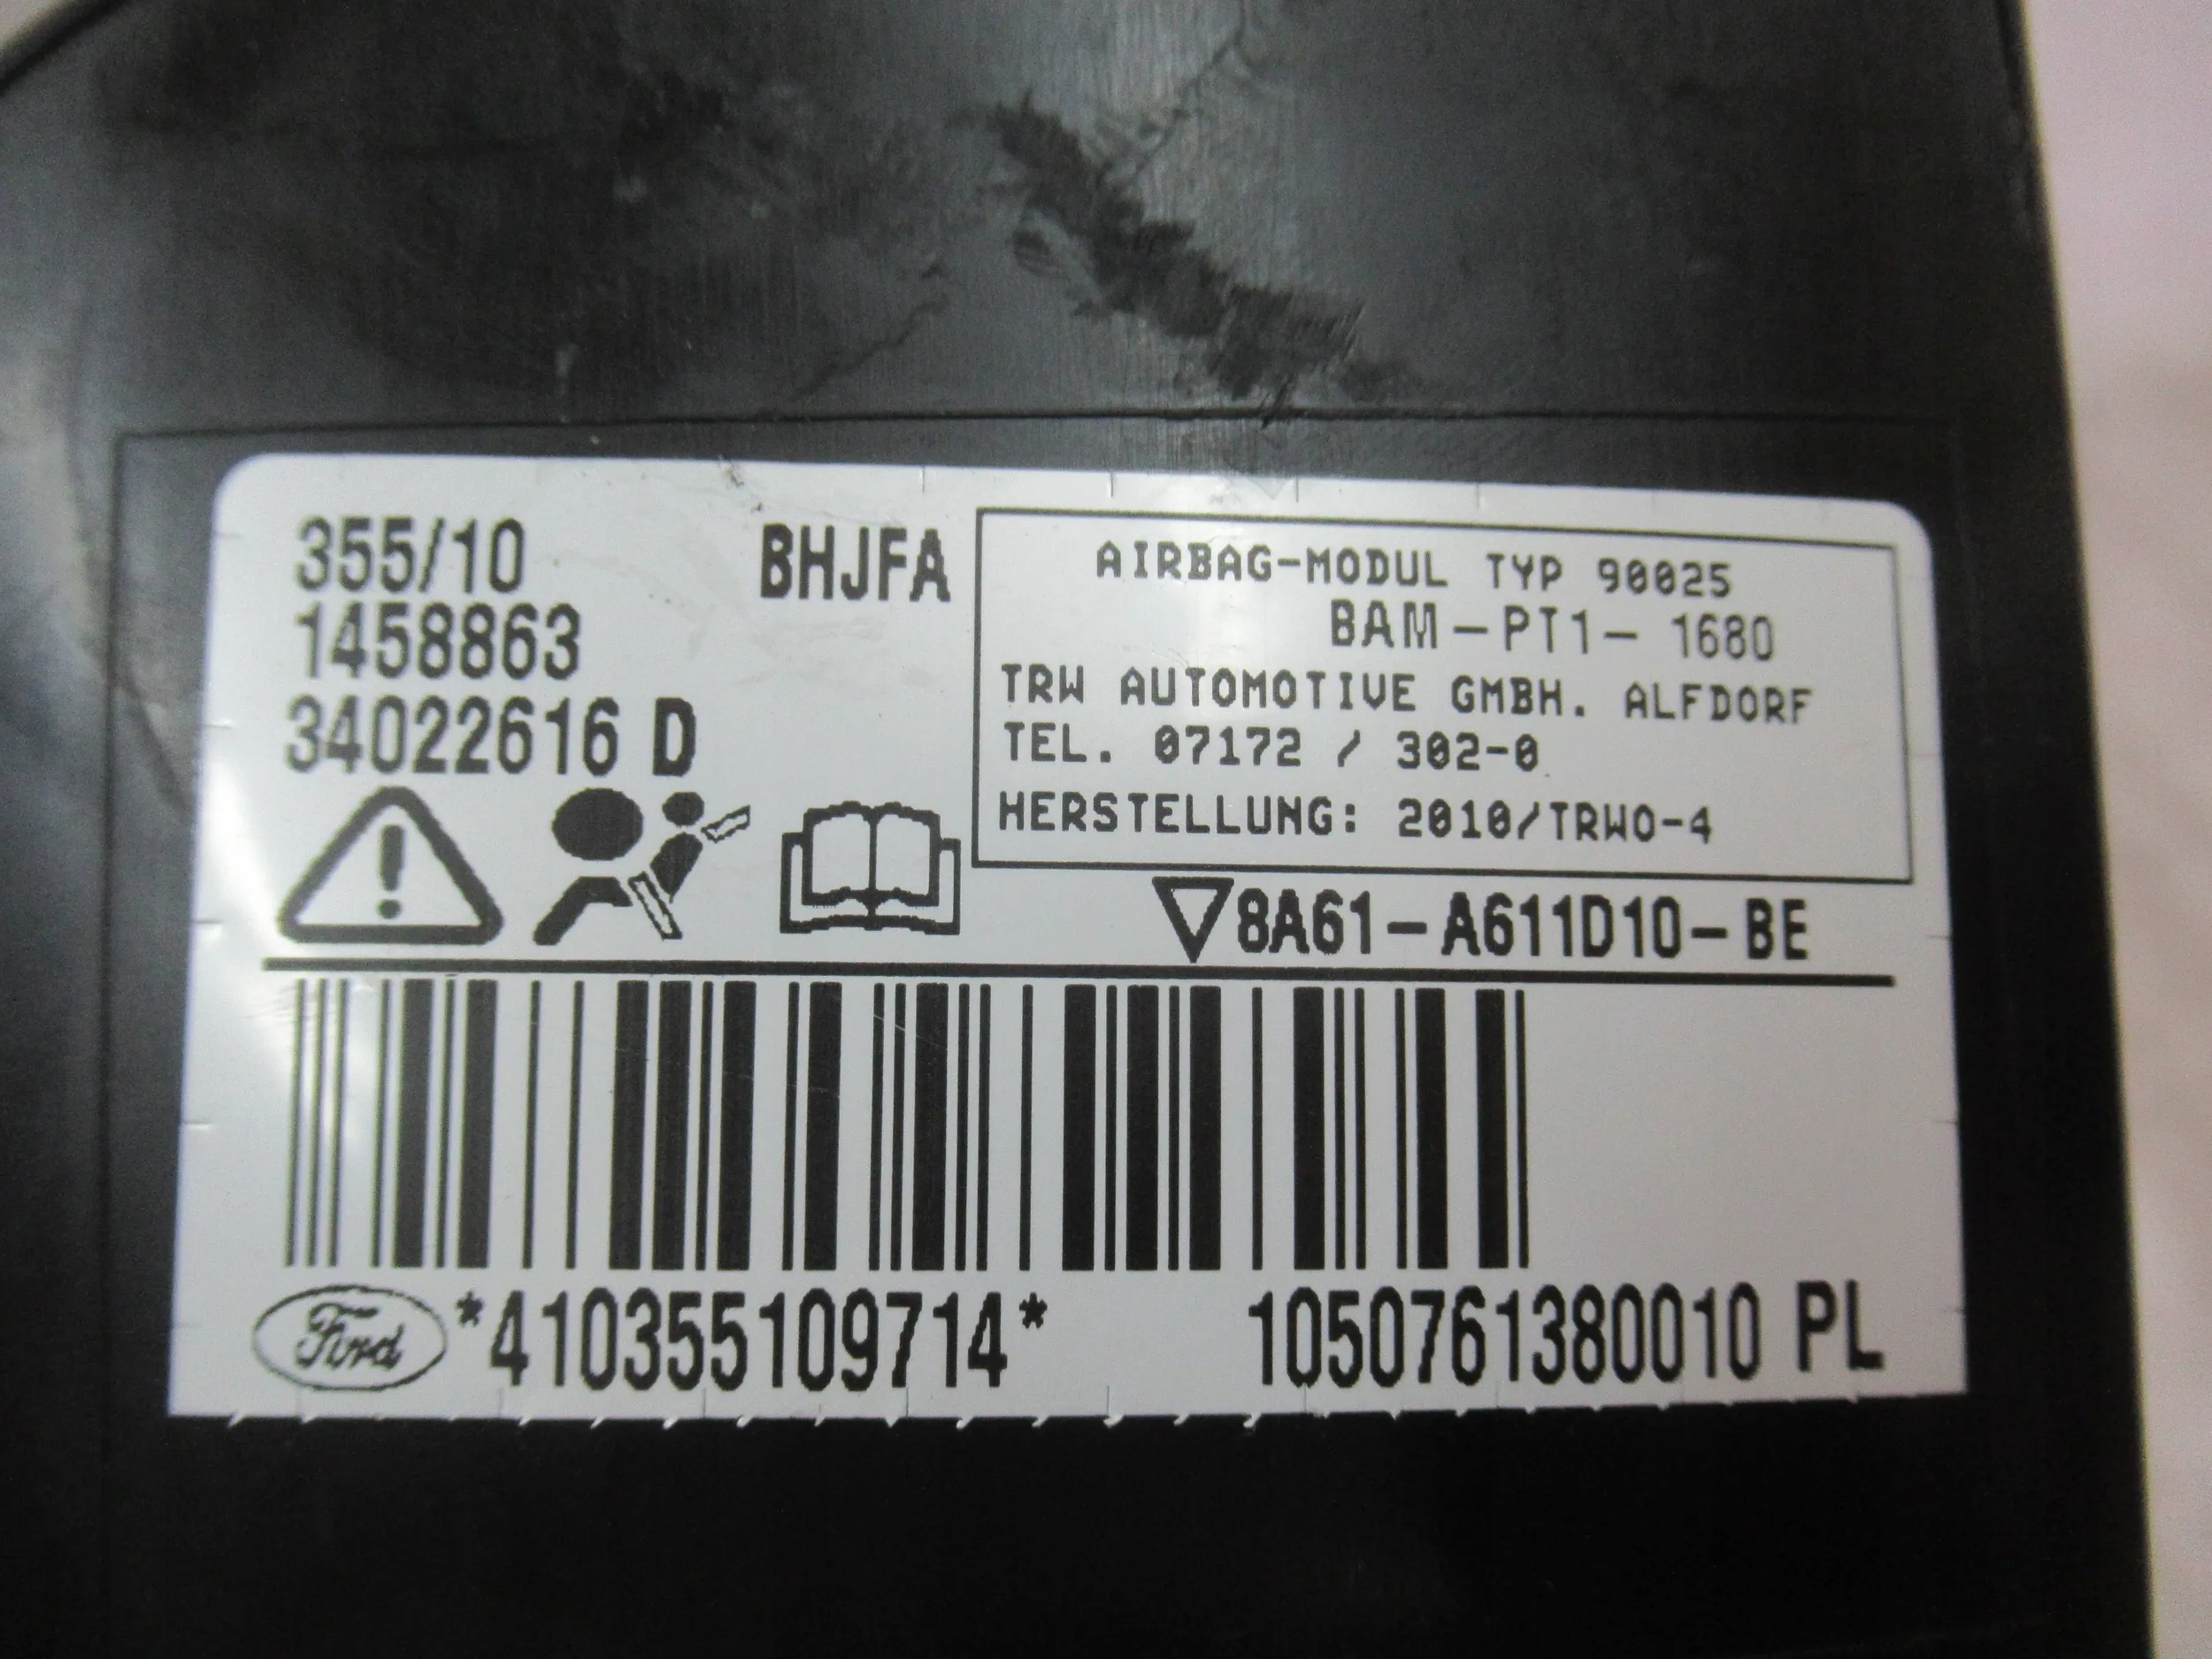 355/10 BHJFA
1458863
34022616 D
AIRBAG-MODUL TYP 90025
BAM-PT1- 1680
TRW AUTOMOTIVE GMBH. ALFDORF
TEL. 07172 / 302-0
HERSTELLUNG: 2010/TRWO-4
8A61-A611D10-BE
Ford *410355109714* 1050761380010 PL